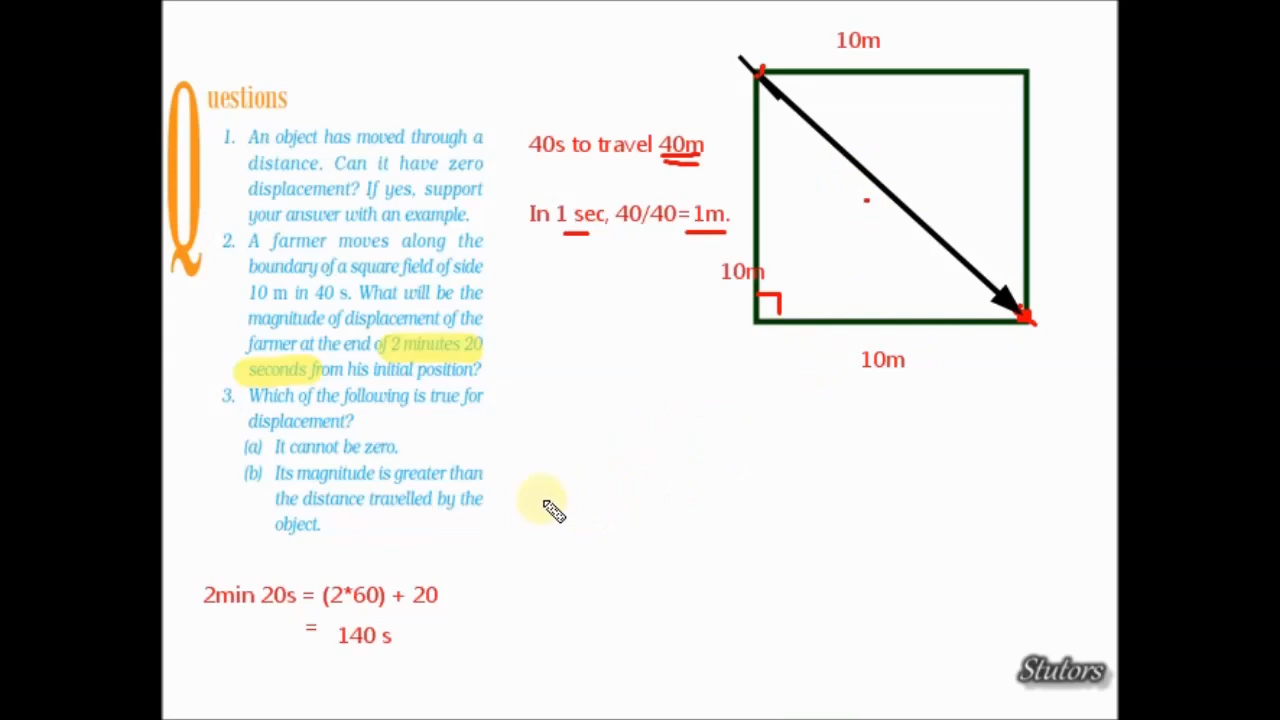 Questions
1. An object has moved through a
distance. Can it have zero
displacement? If yes, support
your answer with an example.
2. A farmer moves along the
boundary of a square field of side
10 m in 40 s. What will be the
magnitude of displacement of the
farmer at the end of 2 minutes 20
seconds from his initial position?
3. Which of the following is true for
displacement?
(a) It cannot be zero.
(b) Its magnitude is greater than
the distance travelled by the
object.
2min 20s = (2*60) + 20
= 140 s
40s to travel 40m
In 1 sec, 40/40=1m.
10m
10m
10m
Stutors